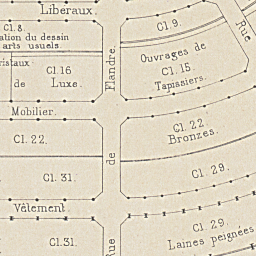 Libéraux.
Cl. 8.
ation du dessin
arts usuels
Cl 9.
Rue
Flandre.
Ouvrages de
Cl. 15.
Tapissiers.
ristaux
Cl.16
de Luxe.
Mobilier.
Cl. 22.
Cl. 22
Bronzes.
de
Cl. 31.
Cl. 29.
Vêtement.
Cl.31.
Rue
Cl. 29.
Laines peignées